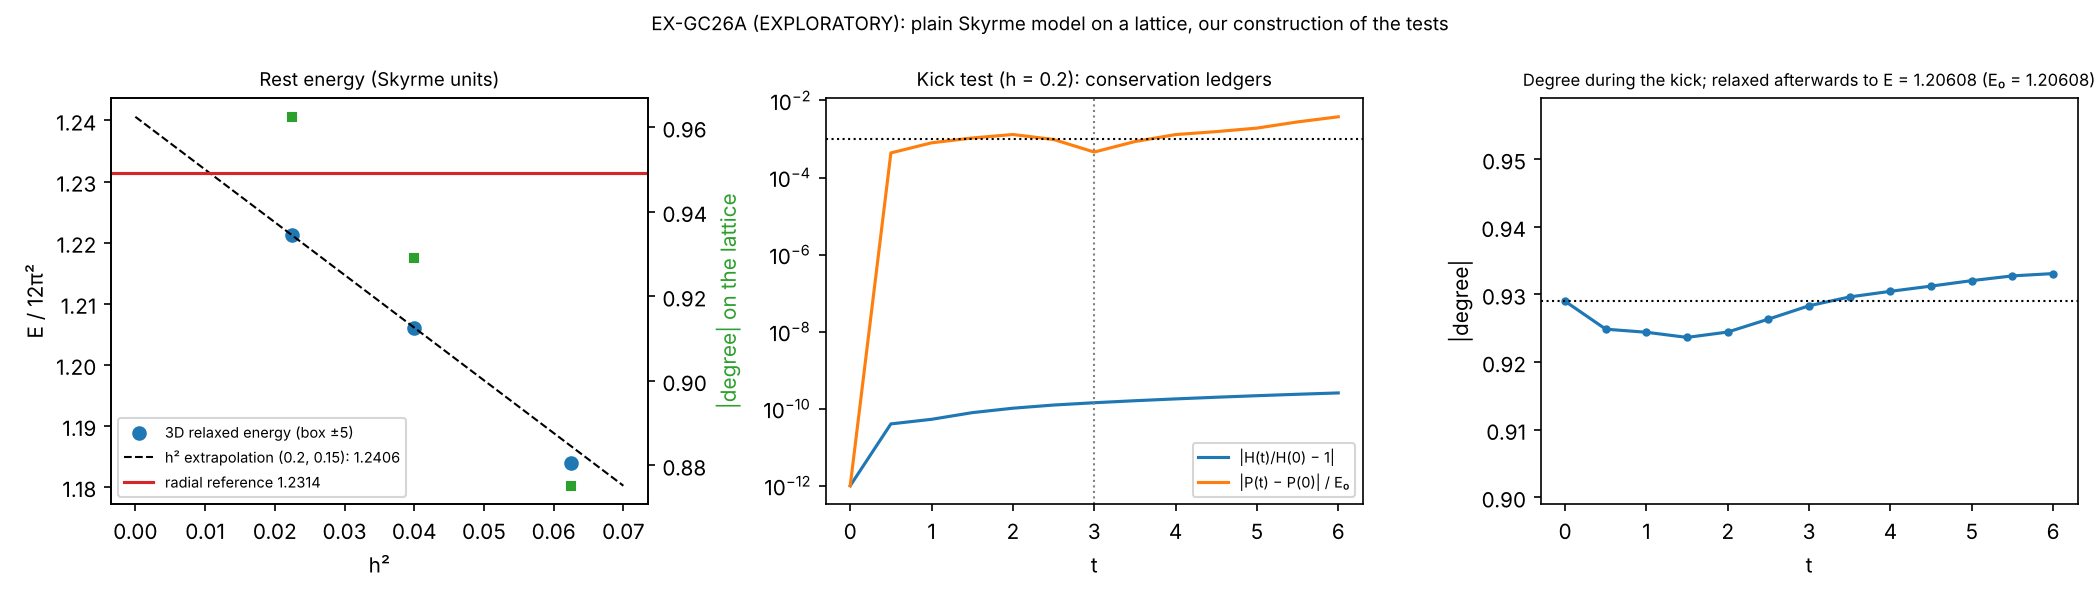 EX-GC26A (EXPLORATORY): plain Skyrme model on a lattice, our construction of the tests
Rest energy (Skyrme units)
E / 12π²
1.24
1.23
1.22
1.21
1.20
1.19
1.18
0.96
0.94
0.92
0.90
0.88
|degree| on the lattice
3D relaxed energy (box ±5)
h² extrapolation (0.2, 0.15): 1.2406
radial reference 1.2314
0.00 0.01 0.02 0.03 0.04 0.05 0.06 0.07
h²
Kick test (h = 0.2): conservation ledgers
10⁻²
10⁻⁴
10⁻⁶
10⁻⁸
10⁻¹⁰
10⁻¹²
|H(t)/H(0) − 1|
|P(t) − P(0)| / E₀
0 1 2 3 4 5 6
t
Degree during the kick; relaxed afterwards to E = 1.20608 (E₀ = 1.20608)
|degree|
0.95
0.94
0.93
0.92
0.91
0.90
0 1 2 3 4 5 6
t